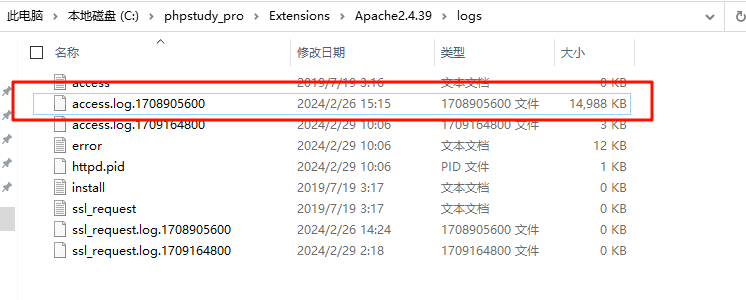 此电脑 > 本地磁盘 (C:) > phpstudy_pro > Extensions > Apache2.4.39 > logs
名称 修改日期 类型 大小
access 2019/7/19 3:16 文本文档 0 KB
access.log.1708905600 2024/2/26 15:15 1708905600 文件 14,988 KB
access.log.1709164800 2024/2/29 10:06 1709164800 文件 3 KB
error 2024/2/29 10:06 文本文档 12 KB
httpd.pid 2024/2/29 10:06 PID 文件 1 KB
install 2019/7/19 3:17 文本文档 0 KB
ssl_request 2019/7/19 3:17 文本文档 0 KB
ssl_request.log.1708905600 2024/2/26 14:24 1708905600 文件 0 KB
ssl_request.log.1709164800 2024/2/29 2:18 1709164800 文件 0 KB